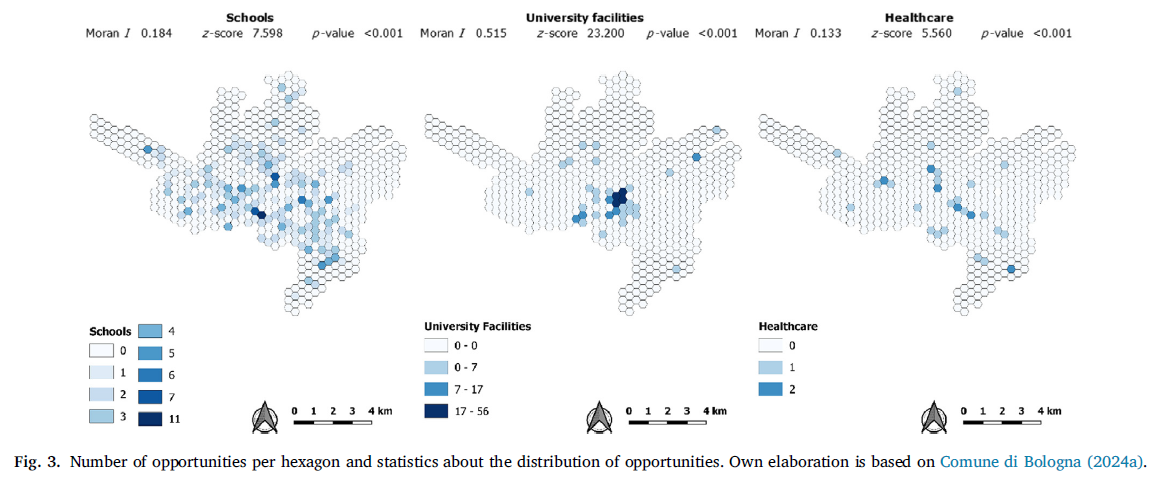 Schools
Moran I 0.184 z-score 7.598 p-value <0.001
University facilities
Moran I 0.515 z-score 23.200 p-value <0.001
Healthcare
Moran I 0.133 z-score 5.560 p-value <0.001
Schools
0
1
2
3
4
5
6
7
11
0 1 2 3 4 km
University Facilities
0 - 0
0 - 7
7 - 17
17 - 56
0 1 2 3 4 km
Healthcare
0
1
2
0 1 2 3 4 km
Fig. 3. Number of opportunities per hexagon and statistics about the distribution of opportunities. Own elaboration is based on Comune di Bologna (2024a).